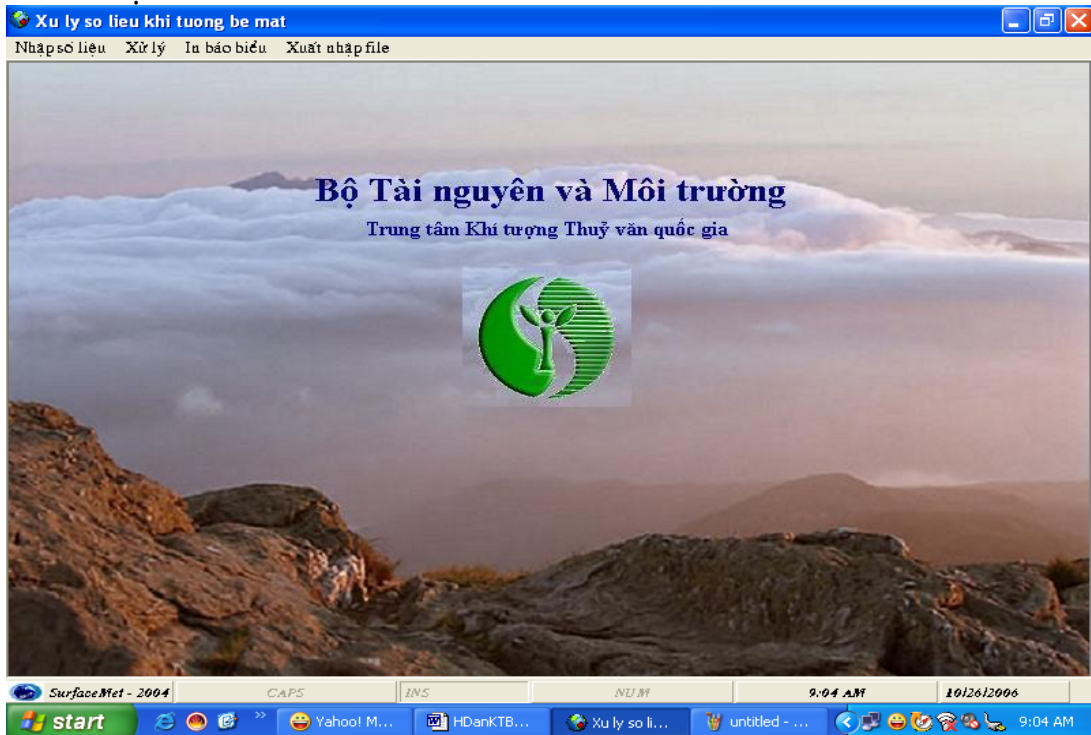 Xu ly so lieu khi tuong be mat
Nhập số liệu Xử lý In báo biểu Xuất nhập file
Bộ Tài nguyên và Môi trường
Trung tâm Khí tượng Thuỷ văn quốc gia
SurfaceMet - 2004 CAPS INS NUM 9:04 AM 10/26/2006
start Yahoo! M... HDanKTB... Xu ly so li... untitled - ... 9:04 AM